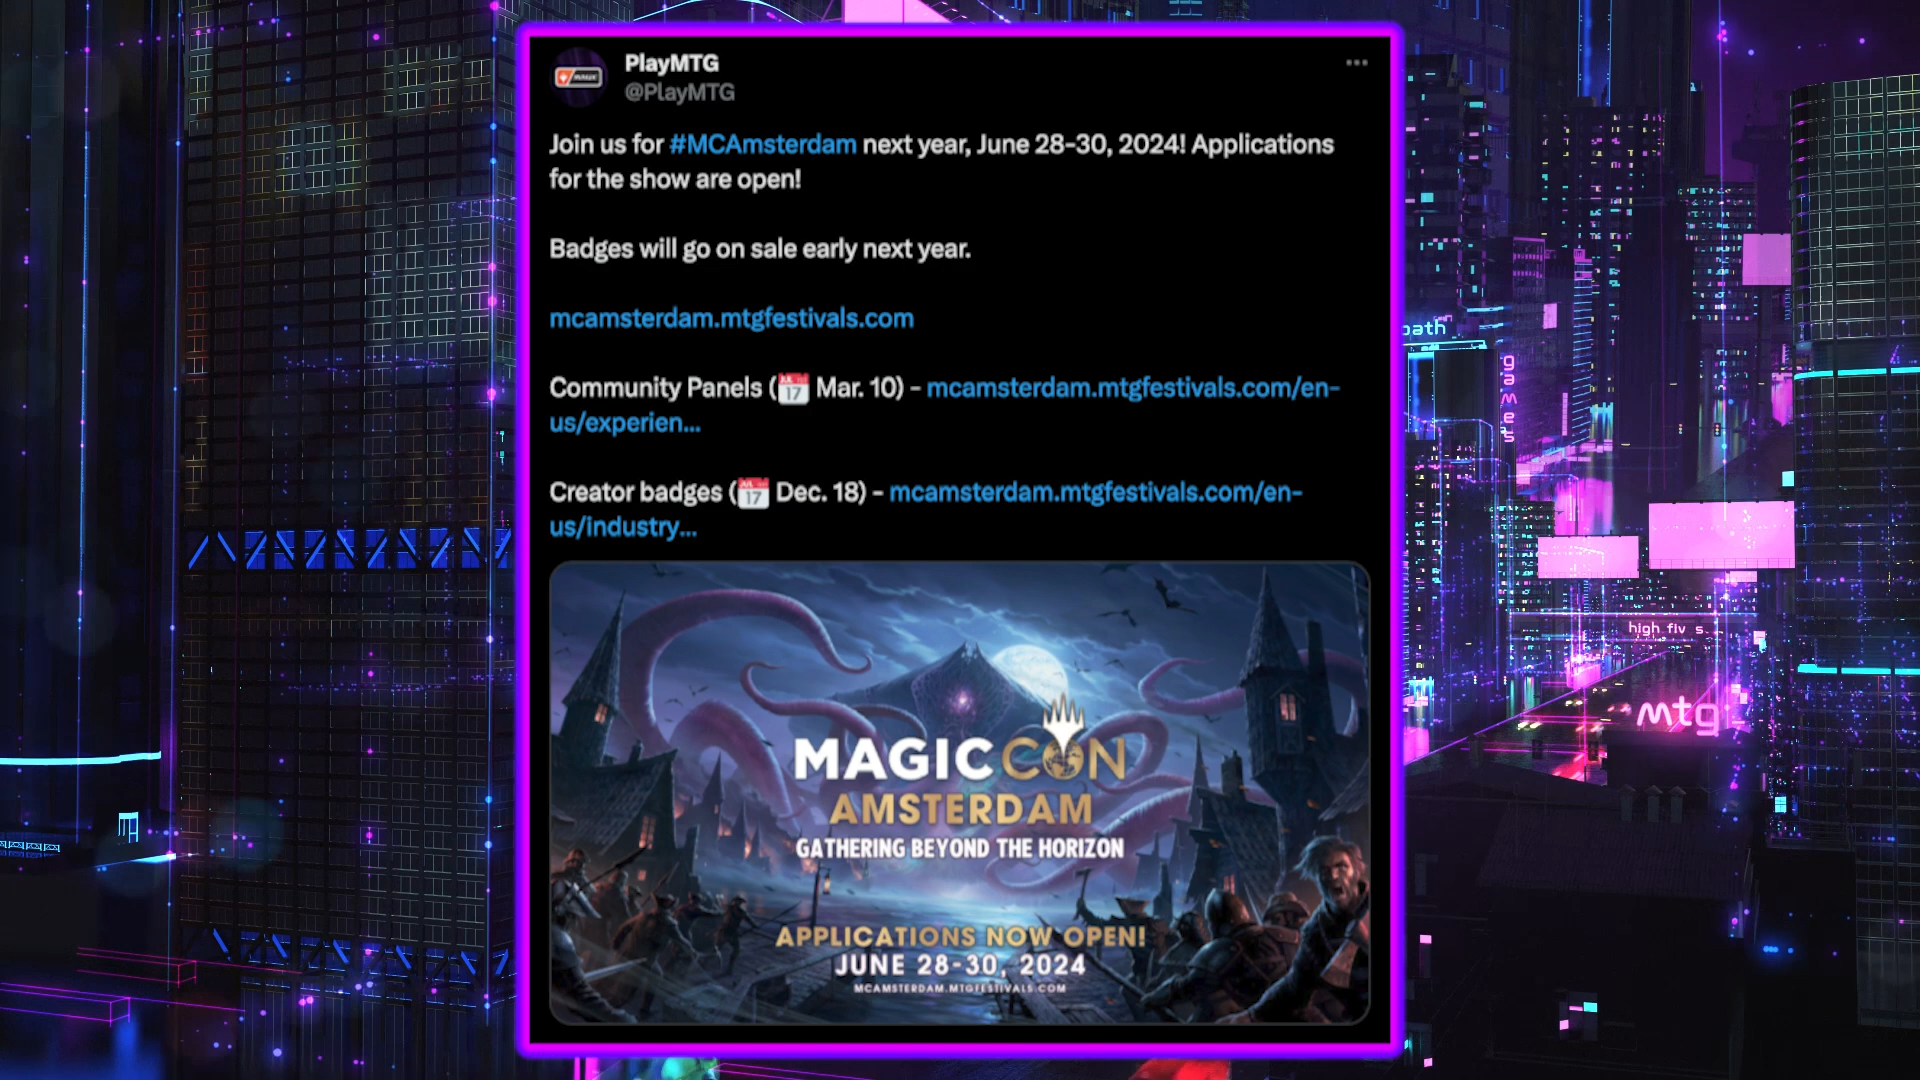 PlayMTG
@PlayMTG
Join us for #MCAmsterdam next year, June 28-30, 2024! Applications
for the show are open!
Badges will go on sale early next year.
mcamsterdam.mtgfestivals.com
Community Panels (📅 Mar. 10) - mcamsterdam.mtgfestivals.com/en-
us/experien...
Creator badges (📅 Dec. 18) - mcamsterdam.mtgfestivals.com/en-
us/industry...
MAGICCON
AMSTERDAM
GATHERING BEYOND THE HORIZON
APPLICATIONS NOW OPEN!
JUNE 28-30, 2024
MCAMSTERDAM.MTGFESTIVALS.COM
games
high fiv s
mtg